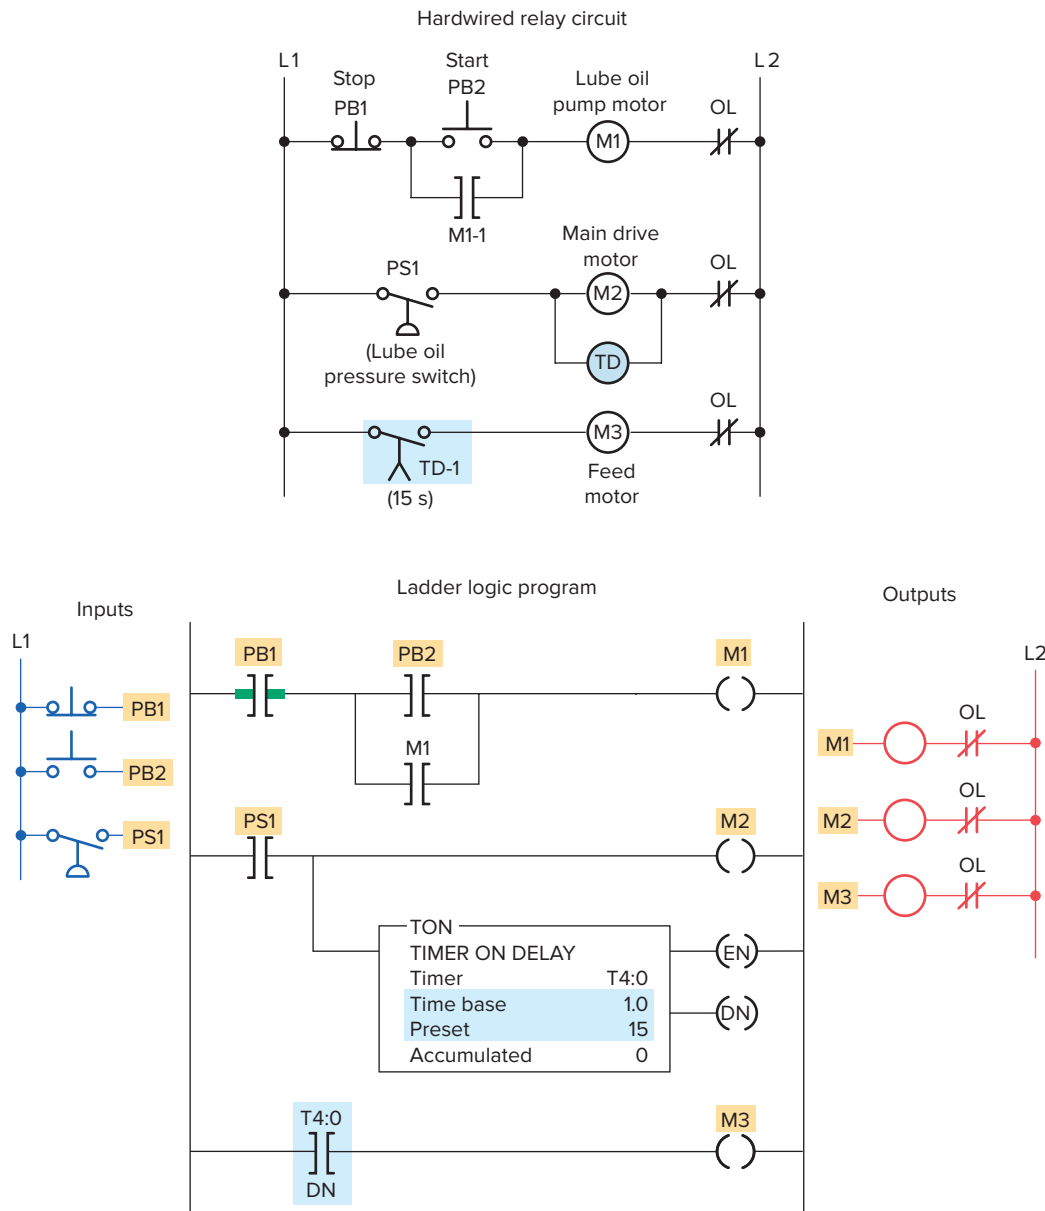 Hardwired relay circuit
L1
L2
Stop
PB1
Start
PB2
Lube oil
pump motor
OL
M1
M1-1
PS1
(Lube oil
pressure switch)
Main drive
motor
OL
M2
TD
TD-1
(15 s)
M3
Feed
motor
OL
Ladder logic program
Inputs
Outputs
L1
L2
PB1
PB2
PS1
PB1
PB2
M1
M1
PS1
M2
TON
TIMER ON DELAY
Timer T4:0
Time base 1.0
Preset 15
Accumulated 0
EN
DN
T4:0
DN
M3
OL
M1
OL
M2
OL
M3